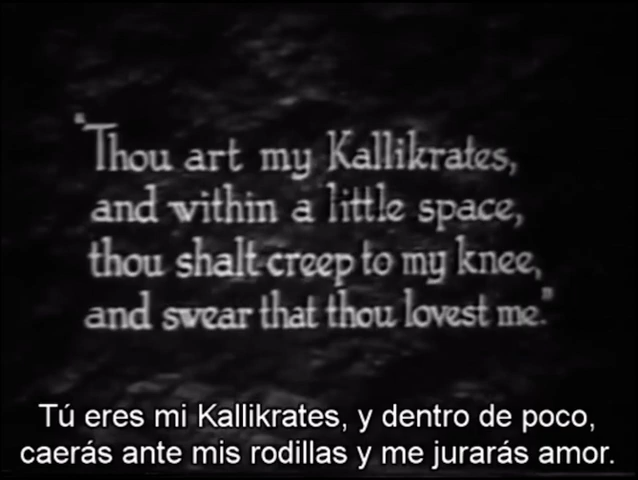 "Thou art my Kallikrates,
and within a little space,
thou shalt creep to my knee,
and swear that thou lovest me."
Tú eres mi Kallikrates, y dentro de poco,
caerás ante mis rodillas y me jurarás amor.